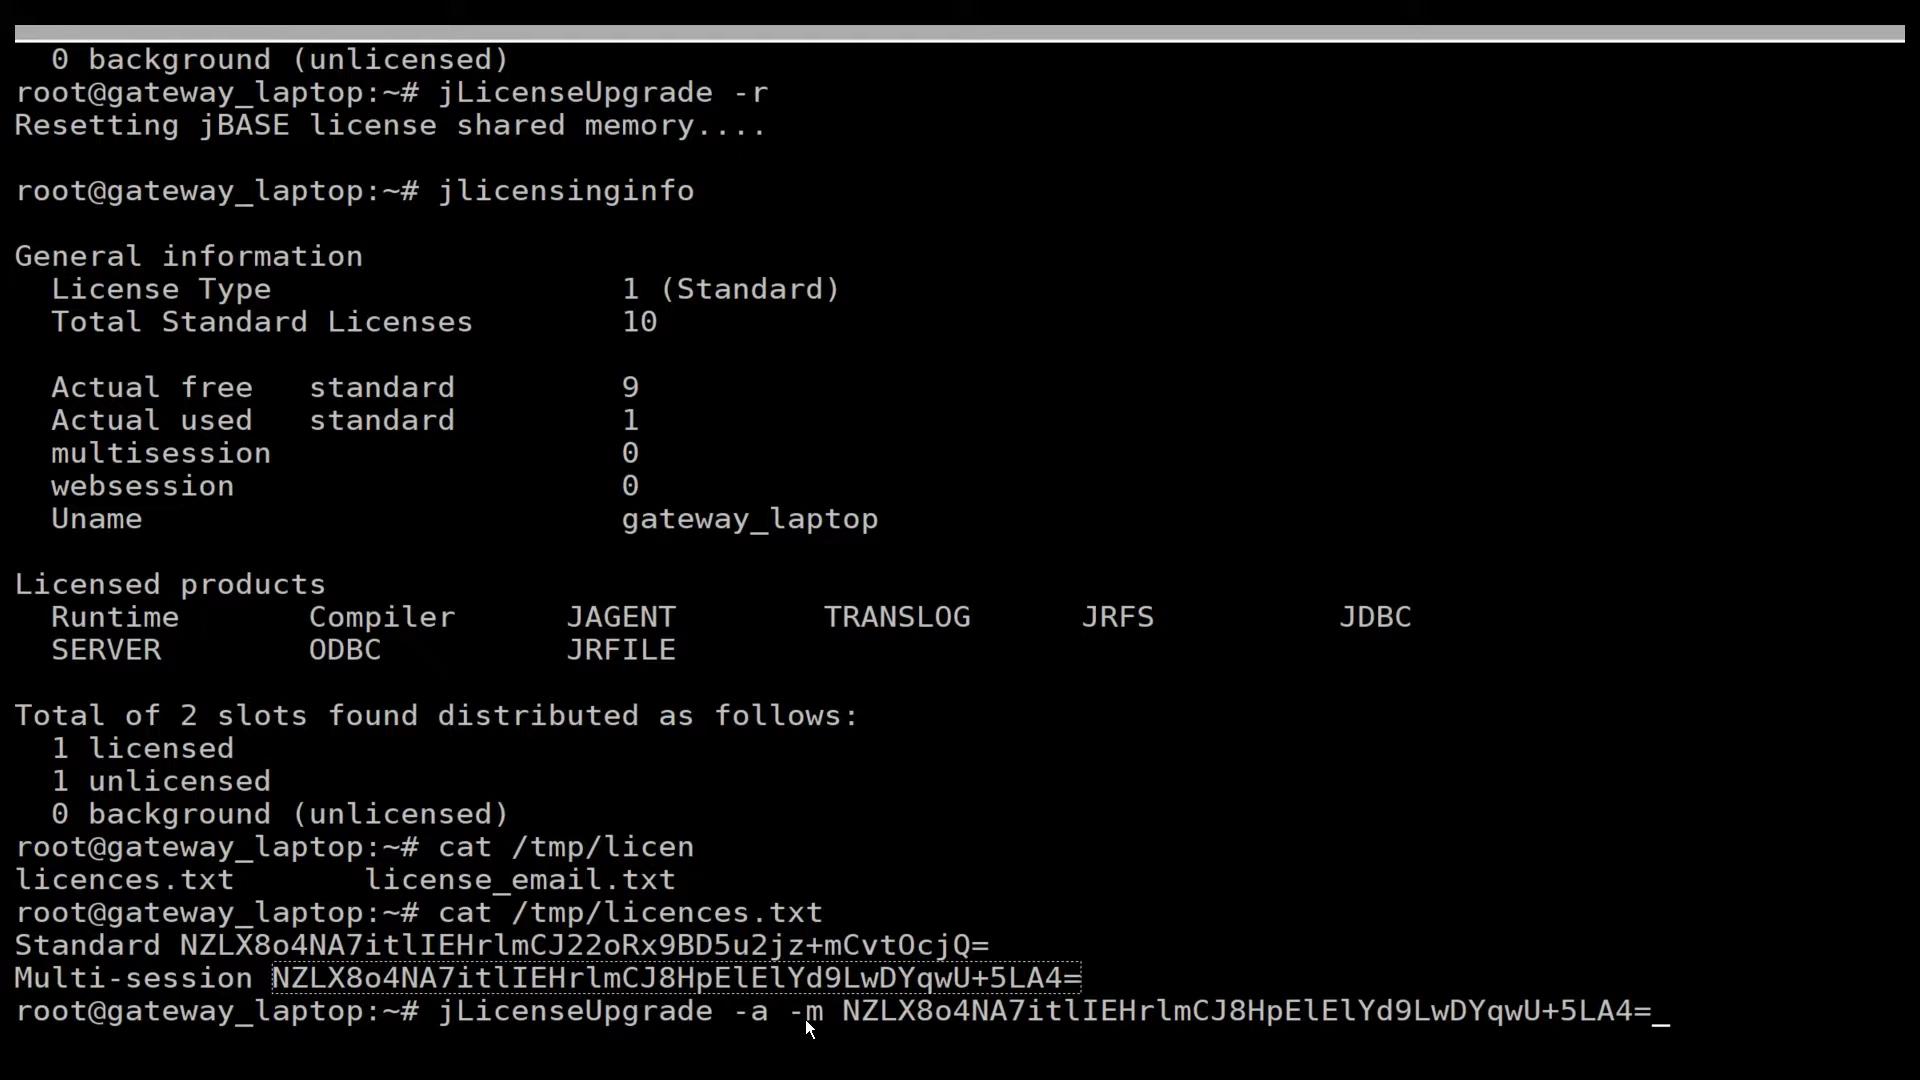 0 background (unlicensed)
root@gateway_laptop:~# jLicenseUpgrade -r
Resetting jBASE license shared memory....
root@gateway_laptop:~# jlicensinginfo
General information
License Type 1 (Standard)
Total Standard Licenses 10
Actual free standard 9
Actual used standard 1
multisession 0
websession 0
Uname gateway_laptop
Licensed products
Runtime Compiler JAGENT TRANSLOG JRFS JDBC
SERVER ODBC JRFILE
Total of 2 slots found distributed as follows:
1 licensed
1 unlicensed
0 background (unlicensed)
root@gateway_laptop:~# cat /tmp/licen
licences.txt license_email.txt
root@gateway_laptop:~# cat /tmp/licences.txt
Standard NZLX8o4NA7itlIEHrlmCJ22oRx9BD5u2jz+mCvtOcjQ=
Multi-session NZLX8o4NA7itlIEHrlmCJ8HpElElYd9LwDYqwU+5LA4=
root@gateway_laptop:~# jLicenseUpgrade -a -m NZLX8o4NA7itlIEHrlmCJ8HpElElYd9LwDYqwU+5LA4=_